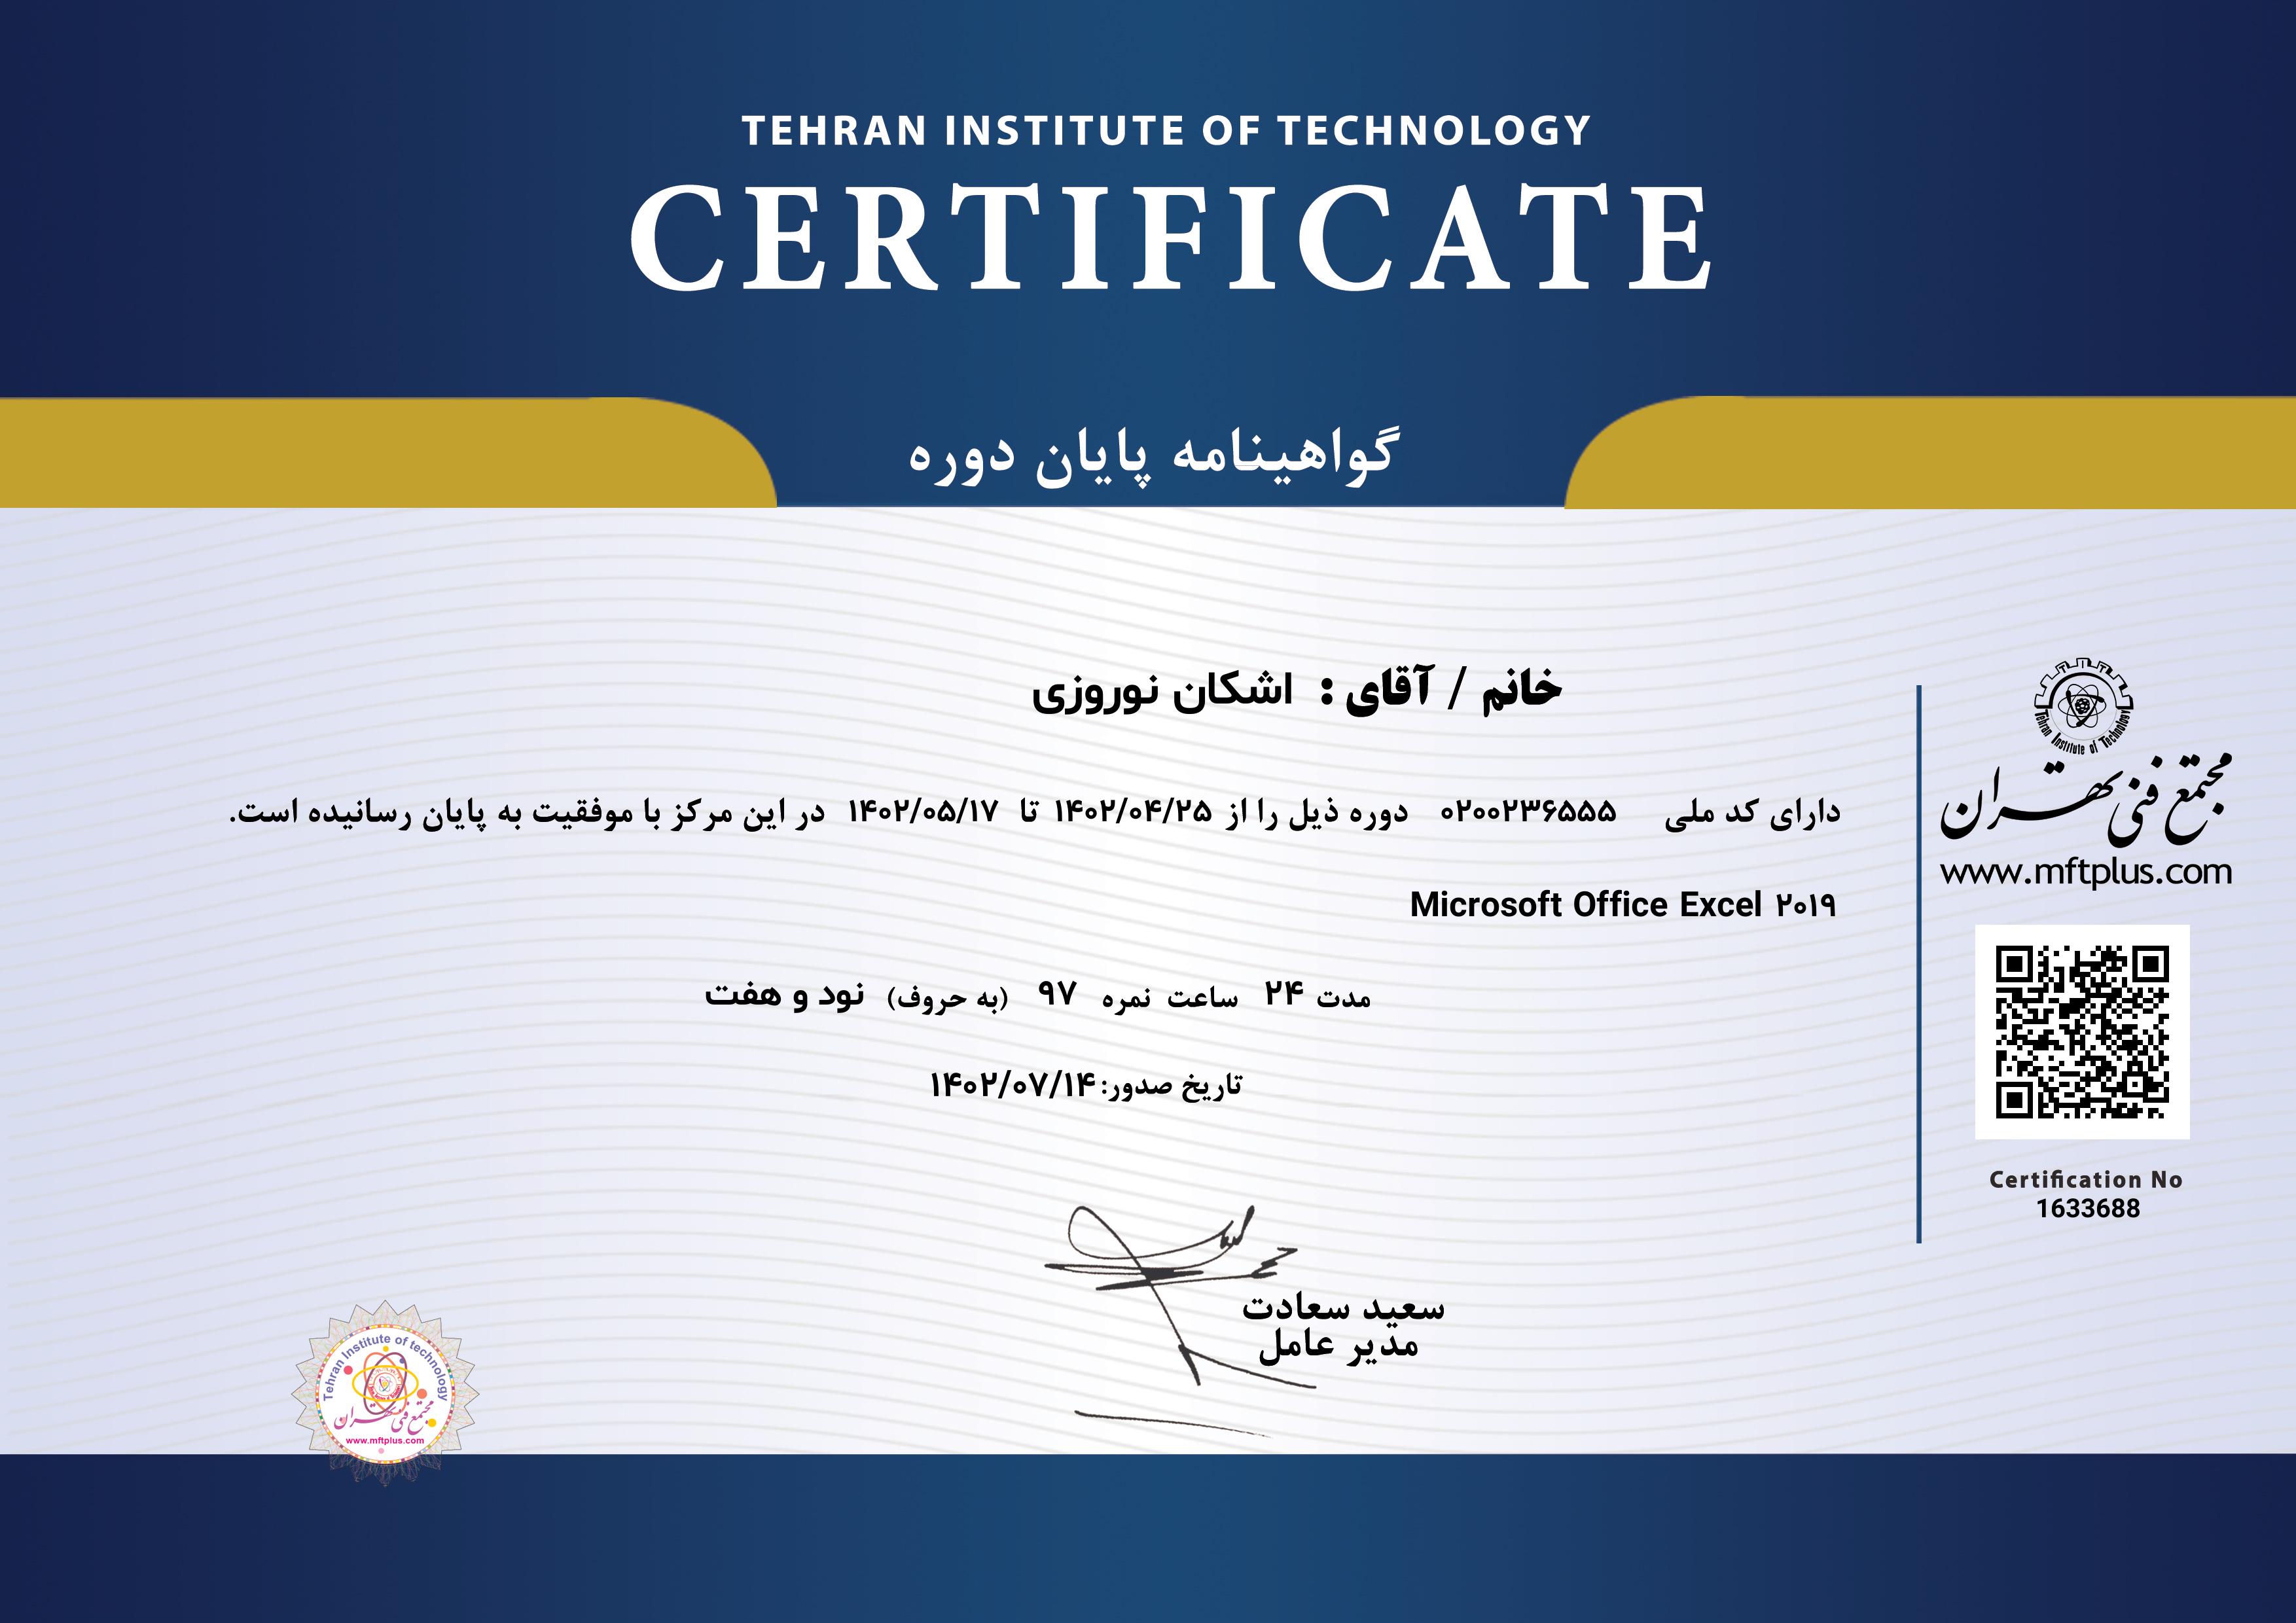 TEHRAN INSTITUTE OF TECHNOLOGY
CERTIFICATE
گواهینامه پایان دوره
خانم / آقای : اشکان نوروزی
دارای کد ملی ۰۲۰۰۲۳۶۵۵۵ دوره ذیل را از ۱۴۰۲/۰۴/۲۵ تا ۱۴۰۲/۰۵/۱۷ در این مرکز با موفقیت به پایان رسانیده است.
Microsoft Office Excel ۲۰۱۹
مدت ۲۴ ساعت نمره ۹۷ (به حروف) نود و هفت
تاریخ صدور: ۱۴۰۲/۰۷/۱۴
سعید سعادت
مدیر عامل
Tehran Institute of Technology
مجتمع فنی تهران
www.mftplus.com
Certification No
1633688
Tehran Institute of technology
مجتمع فنی تهران
www.mftplus.com